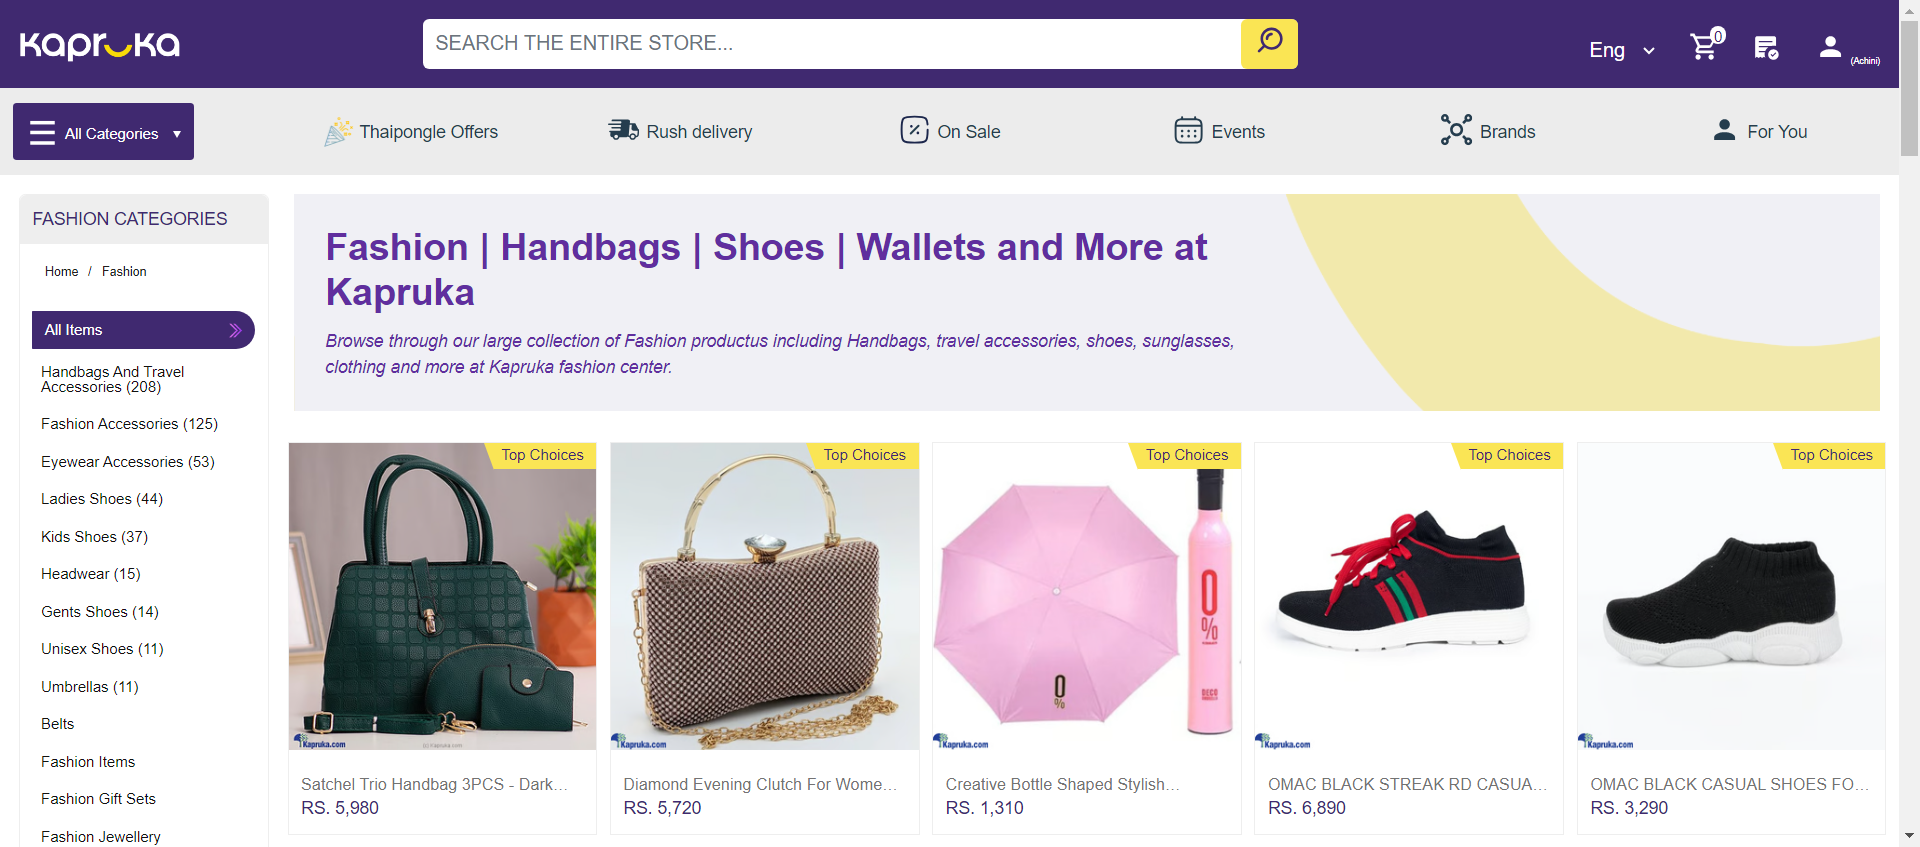 kapruka
SEARCH THE ENTIRE STORE...
Eng
0
(Achini)
All Categories ▼
Thaipongle Offers
Rush delivery
On Sale
Events
Brands
For You
FASHION CATEGORIES
Home / Fashion
All Items
Handbags And Travel
Accessories (208)
Fashion Accessories (125)
Eyewear Accessories (53)
Ladies Shoes (44)
Kids Shoes (37)
Headwear (15)
Gents Shoes (14)
Unisex Shoes (11)
Umbrellas (11)
Belts
Fashion Items
Fashion Gift Sets
Fashion Jewellery
Fashion | Handbags | Shoes | Wallets and More at
Kapruka
Browse through our large collection of Fashion productus including Handbags, travel accessories, shoes, sunglasses,
clothing and more at Kapruka fashion center.
Top Choices
Kapruka.com
(c) Kapruka.com
Satchel Trio Handbag 3PCS - Dark...
RS. 5,980
Top Choices
Kapruka.com
Diamond Evening Clutch For Wome...
RS. 5,720
Top Choices
0
%
0
%
DECO
Kapruka.com
Creative Bottle Shaped Stylish...
RS. 1,310
Top Choices
Kapruka.com
OMAC BLACK STREAK RD CASUA...
RS. 6,890
Top Choices
Kapruka.com
OMAC BLACK CASUAL SHOES FO...
RS. 3,290